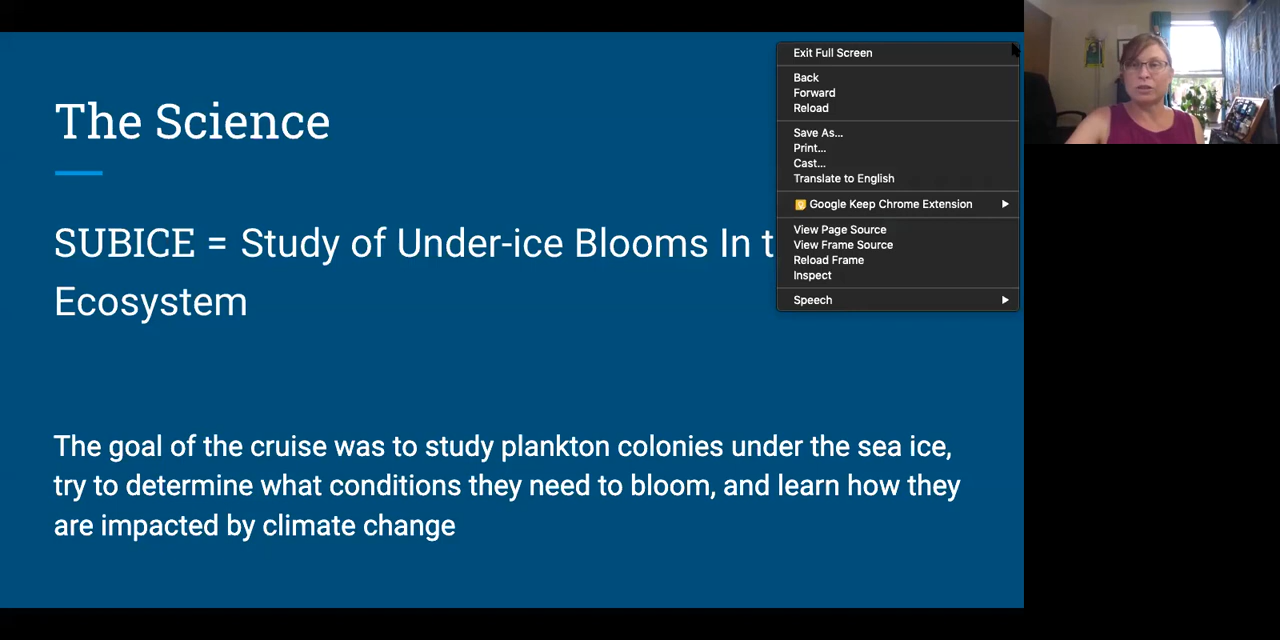 The Science
SUBICE = Study of Under-ice Blooms In t
Ecosystem
The goal of the cruise was to study plankton colonies under the sea ice,
try to determine what conditions they need to bloom, and learn how they
are impacted by climate change
Exit Full Screen
Back
Forward
Reload
Save As...
Print...
Cast...
Translate to English
Google Keep Chrome Extension
View Page Source
View Frame Source
Reload Frame
Inspect
Speech